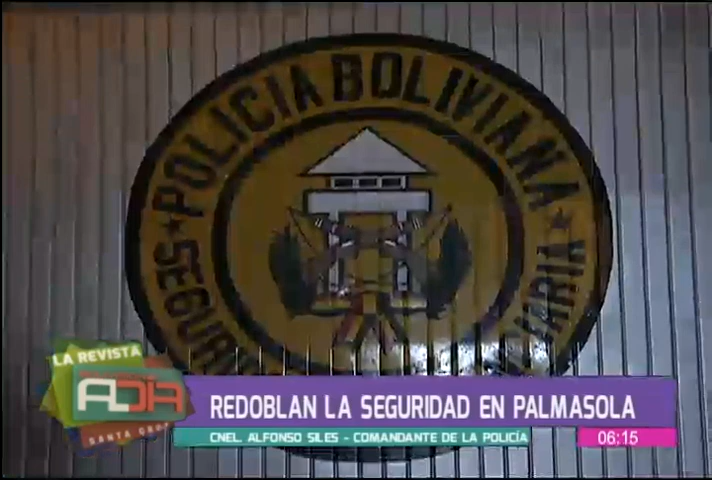 POLICIA BOLIVIANA
LA REVISTA
ALDÍA
SANTA CRUZ
REDOBLAN LA SEGURIDAD EN PALMASOLA
CNEL. ALFONSO SILES - COMANDANTE DE LA POLICÍA
06:15